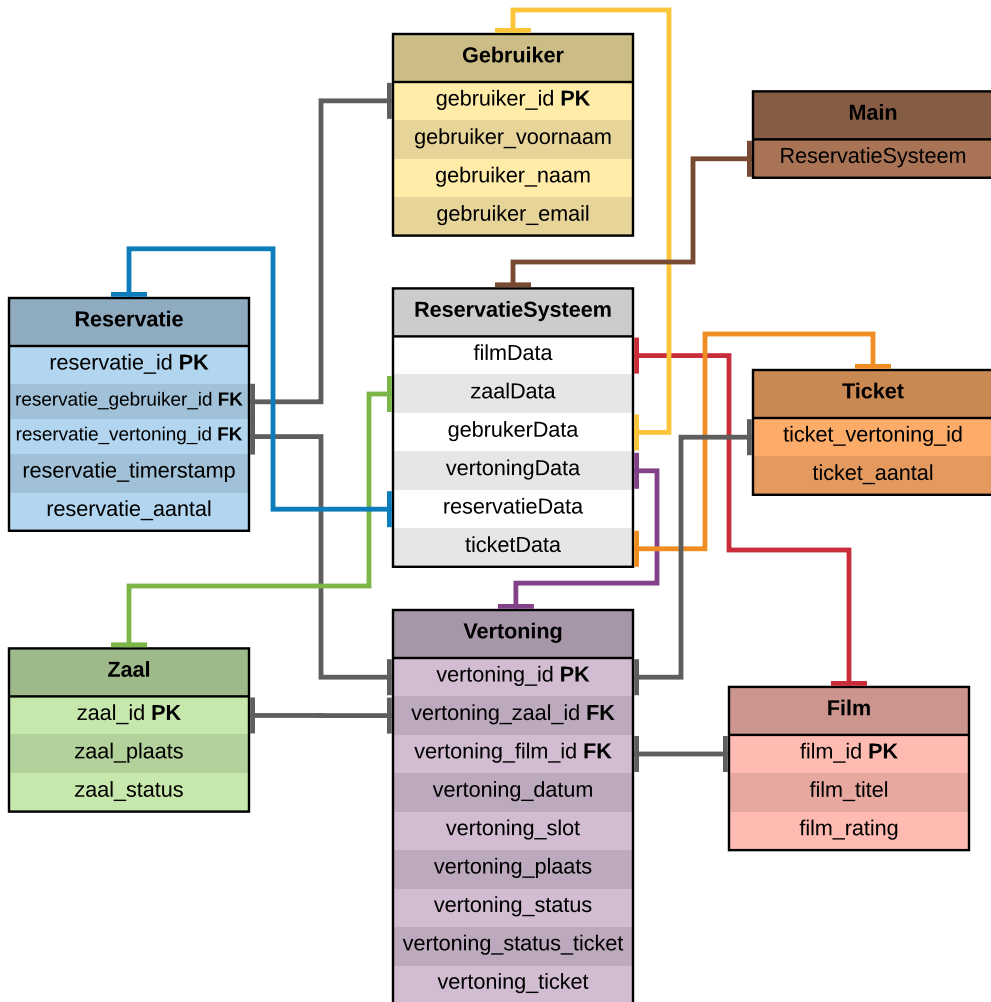 Gebruiker
gebruiker_id PK
gebruiker_voornaam
gebruiker_naam
gebruiker_email
Main
ReservatieSysteem
Reservatie
reservatie_id PK
reservatie_gebruiker_id FK
reservatie_vertoning_id FK
reservatie_timerstamp
reservatie_aantal
ReservatieSysteem
filmData
zaalData
gebrukerData
vertoningData
reservatieData
ticketData
Ticket
ticket_vertoning_id
ticket_aantal
Zaal
zaal_id PK
zaal_plaats
zaal_status
Vertoning
vertoning_id PK
vertoning_zaal_id FK
vertoning_film_id FK
vertoning_datum
vertoning_slot
vertoning_plaats
vertoning_status
vertoning_status_ticket
vertoning_ticket
Film
film_id PK
film_titel
film_rating